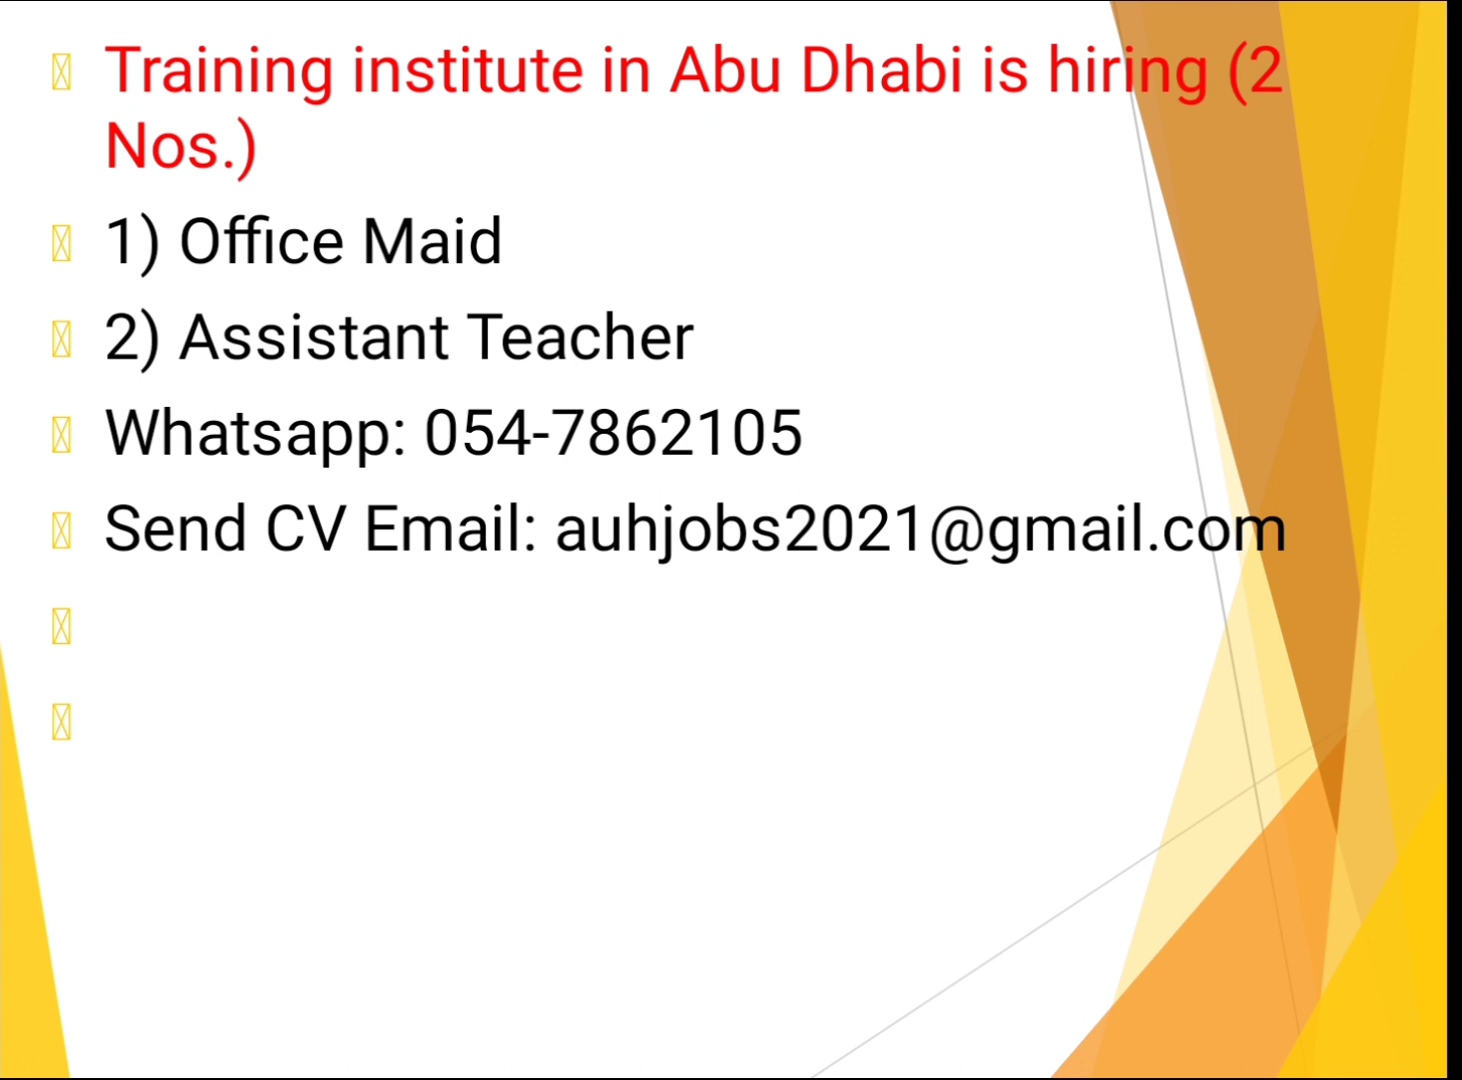 Training institute in Abu Dhabi is hiring (2
Nos.)
1) Office Maid
2) Assistant Teacher
Whatsapp: 054-7862105
Send CV Email: auhjobs2021@gmail.com